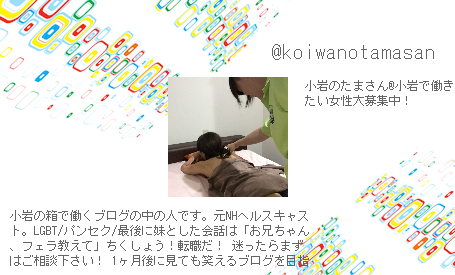 @koiwanotamasan
小岩のたまさん@小岩で働き
たい女性大募集中！
小岩の箱で働くブログの中の人です。元NHヘルスキャス
ト。LGBT/パンセク/最後に妹とした会話は「お兄ちゃん
、フェラ教えて」ちくしょう！転職だ！ 迷ったらまず
はご相談下さい！ 1ヶ月後に見ても笑えるブログを目指